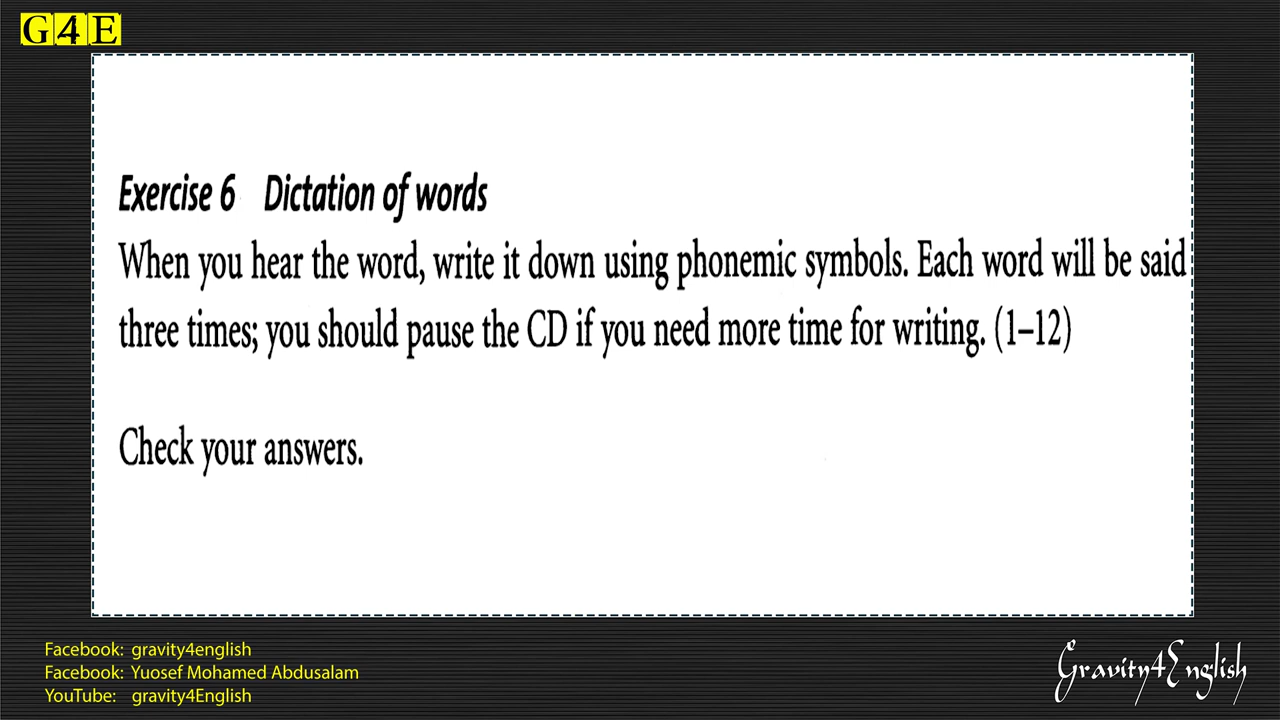 G4E
Exercise 6 Dictation of words
When you hear the word, write it down using phonemic symbols. Each word will be said
three times; you should pause the CD if you need more time for writing. (1–12)
Check your answers.
Facebook: gravity4english
Facebook: Yuosef Mohamed Abdusalam
YouTube: gravity4English
Gravity4English